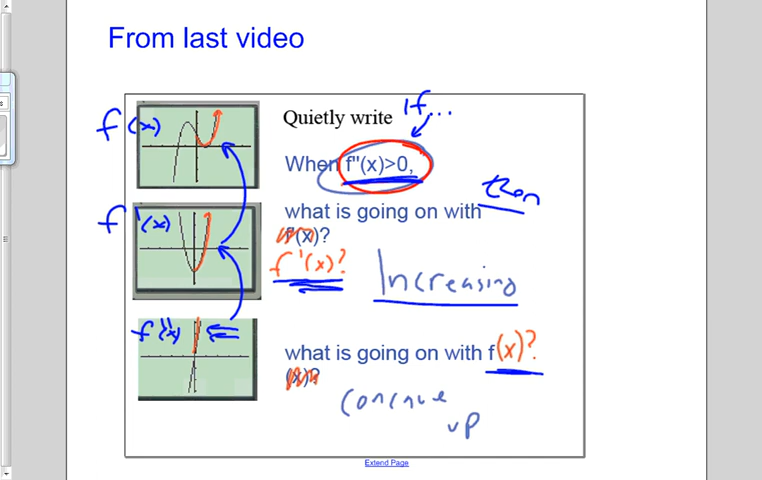 From last video
f(x)
Quietly write
If...
When f"(x)>0,
then
f'(x)
what is going on with
f'(x)?
f'(x)?
Increasing
f"(x)
what is going on with f(x)?
(x)?
Concave
up
Extend Page